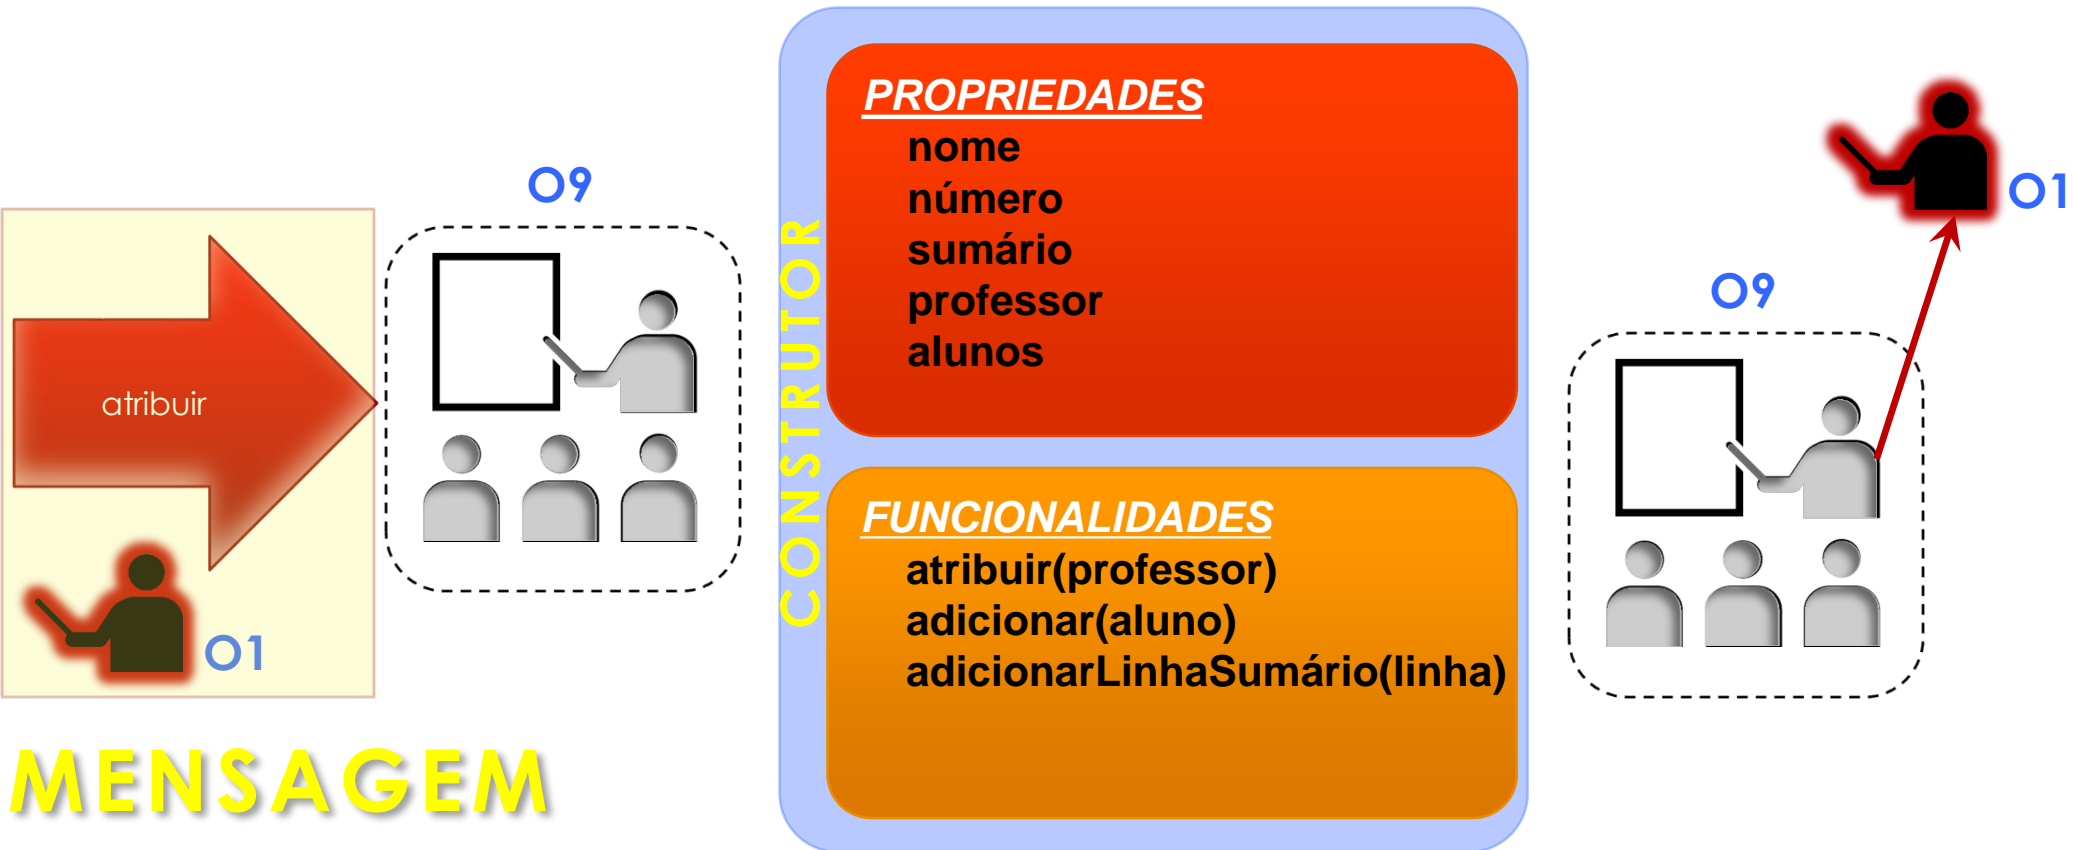 O9
atribuir
O1
MENSAGEM
CONSTRUTOR
PROPRIEDADES
nome
número
sumário
professor
alunos
FUNCIONALIDADES
atribuir(professor)
adicionar(aluno)
adicionarLinhaSumário(linha)
O1
O9